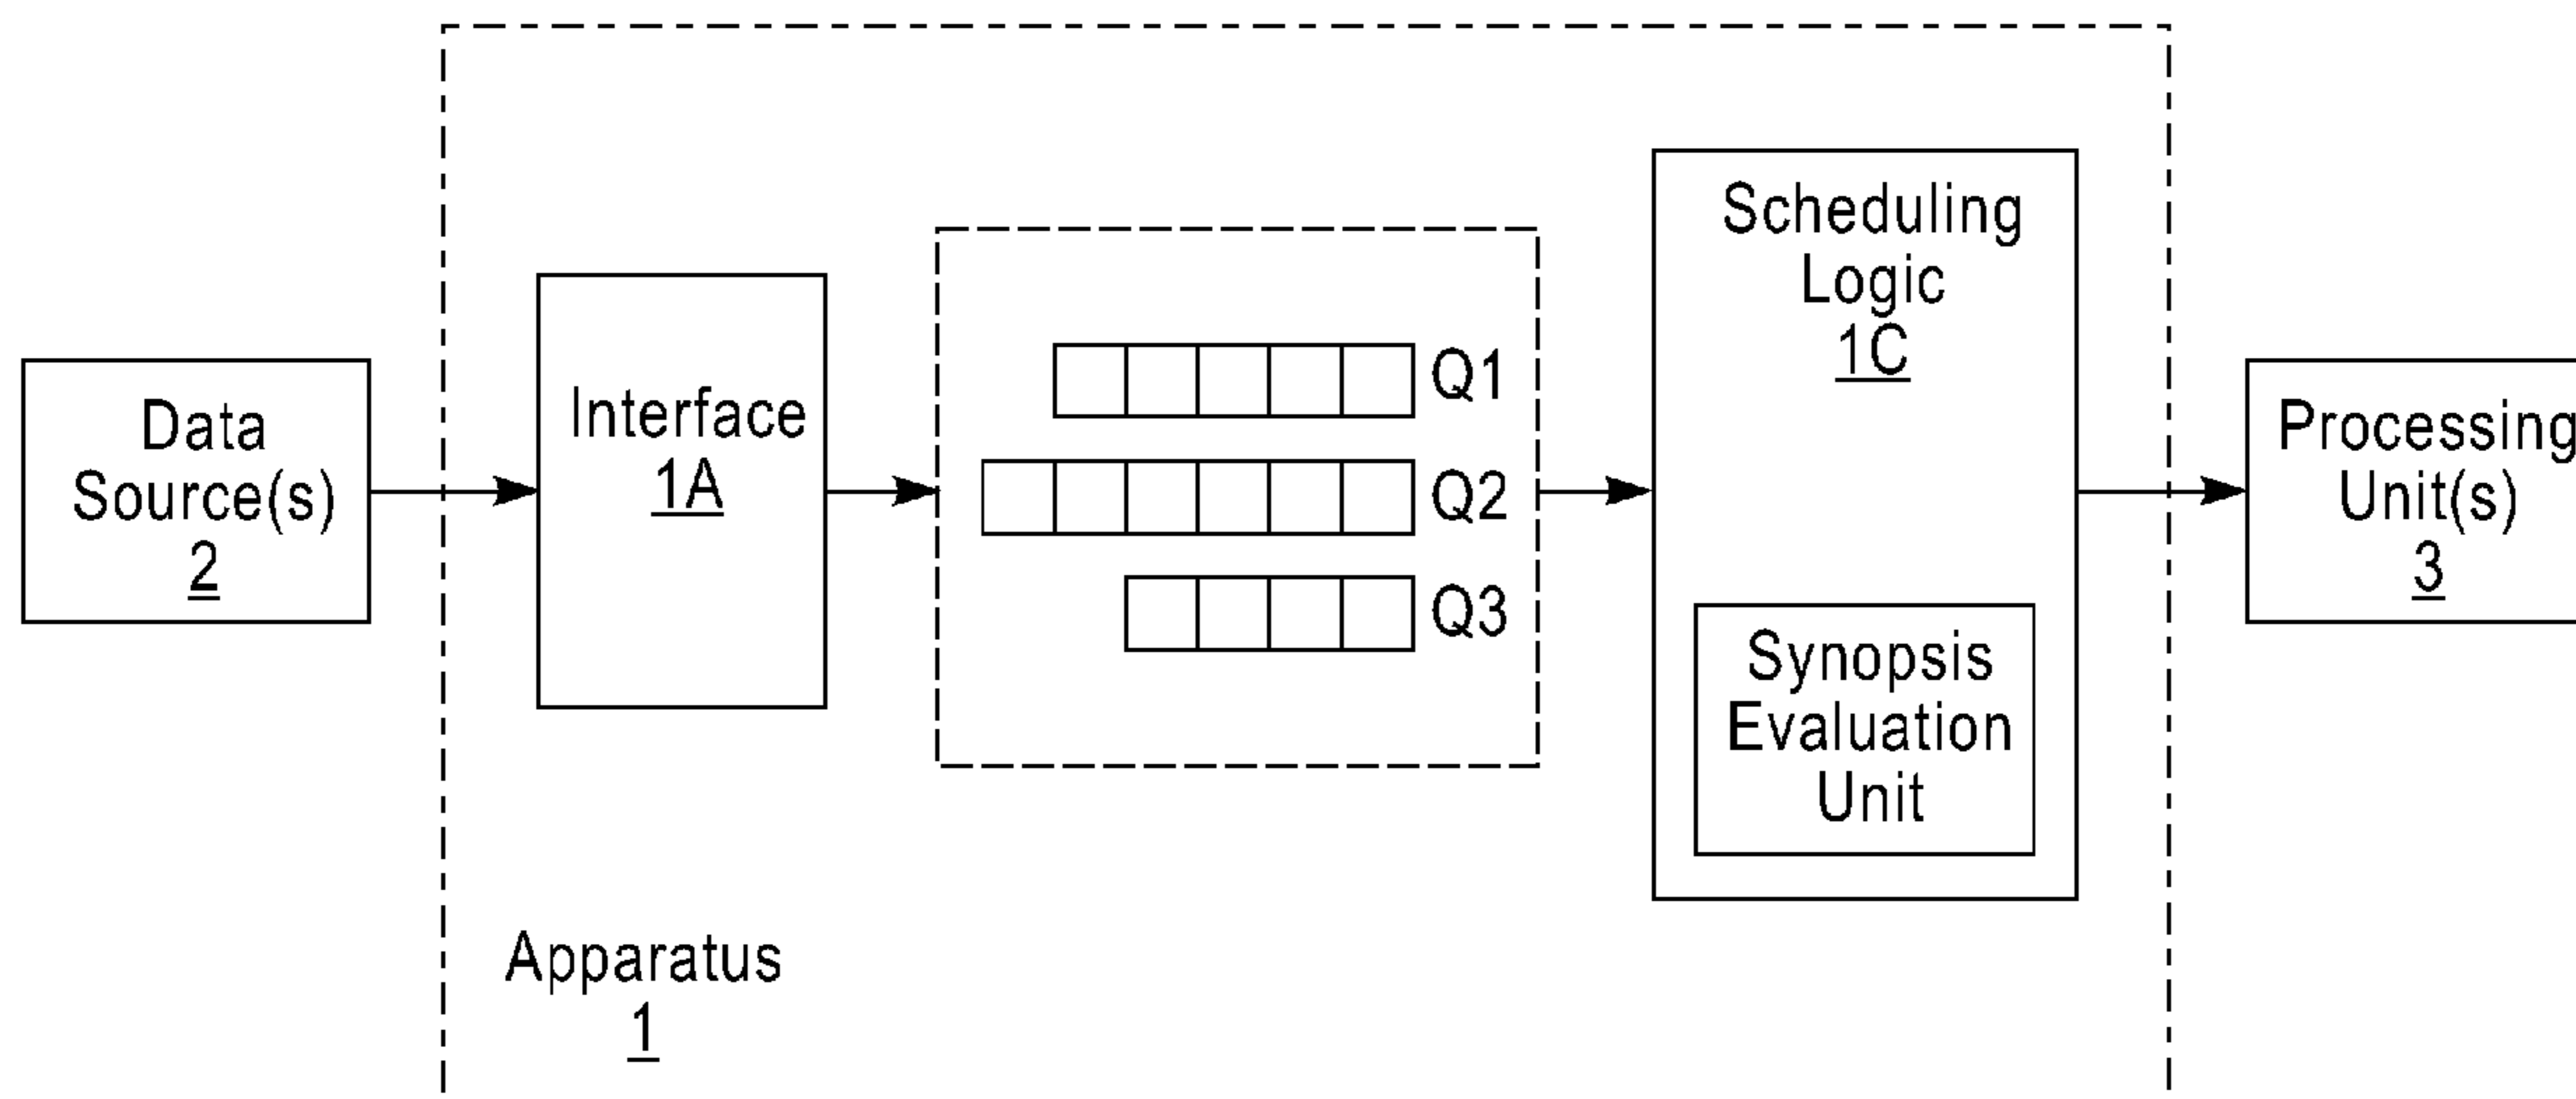 Data
Source(s)
2
Interface
1A
Q1
Q2
Q3
Scheduling
Logic
1C
Synopsis
Evaluation
Unit
Processing
Unit(s)
3
Apparatus
1